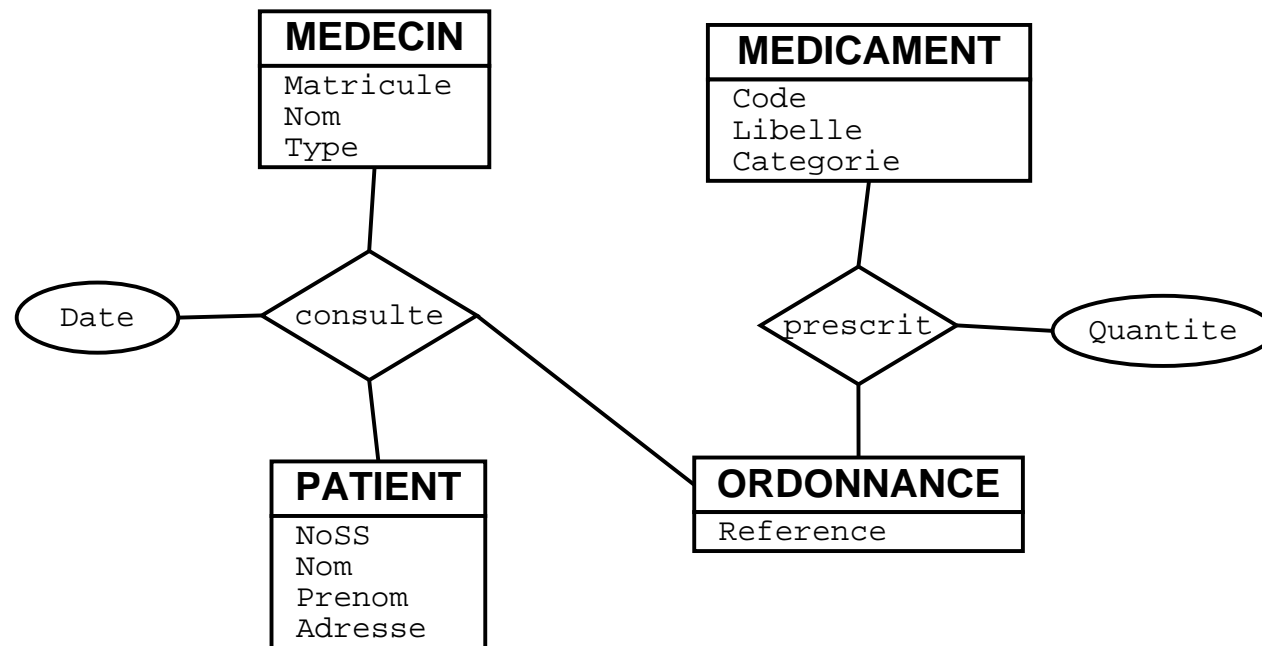 MEDECIN
Matricule
Nom
Type
MEDICAMENT
Code
Libelle
Categorie
Date
consulte
prescrit
Quantite
PATIENT
NoSS
Nom
Prenom
Adresse
ORDONNANCE
Reference